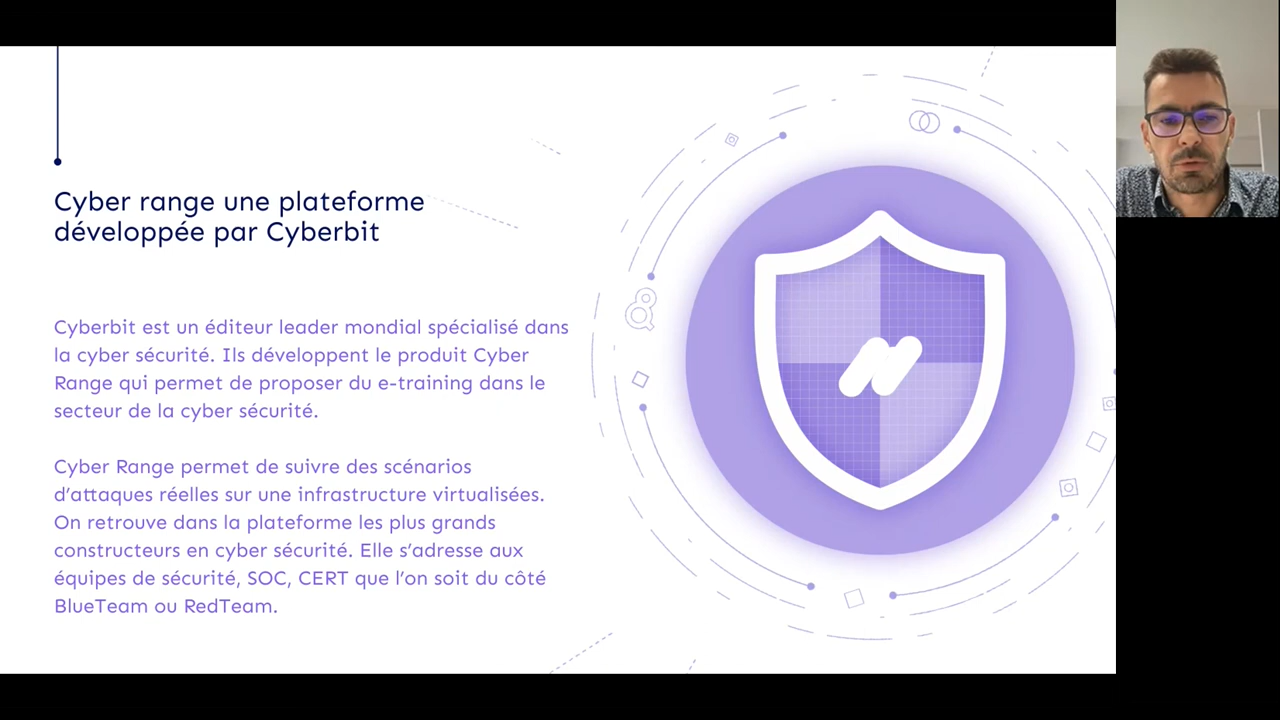 Cyber range une plateforme
développée par Cyberbit
Cyberbit est un éditeur leader mondial spécialisé dans
la cyber sécurité. Ils développent le produit Cyber
Range qui permet de proposer du e-training dans le
secteur de la cyber sécurité.
Cyber Range permet de suivre des scénarios
d’attaques réelles sur une infrastructure virtualisées.
On retrouve dans la plateforme les plus grands
constructeurs en cyber sécurité. Elle s’adresse aux
équipes de sécurité, SOC, CERT que l’on soit du côté
BlueTeam ou RedTeam.